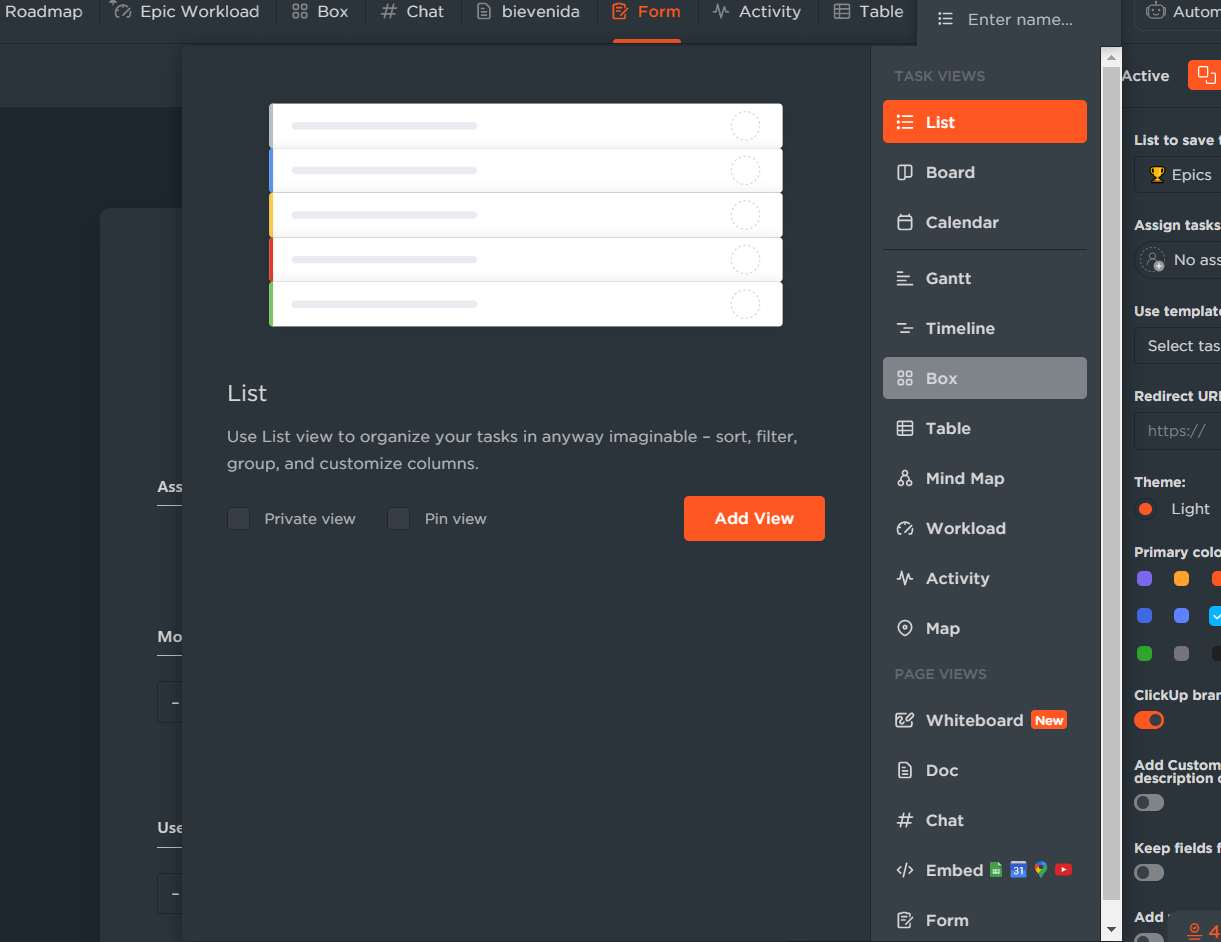 Roadmap
Epic Workload
Box
Chat
bievenida
Form
Activity
Table
Enter name...
TASK VIEWS
List
Board
Calendar
Gantt
Timeline
Box
Table
Mind Map
Workload
Activity
Map
PAGE VIEWS
Whiteboard New
Doc
Chat
Embed 31
Form
List
Use List view to organize your tasks in anyway imaginable – sort, filter,
group, and customize columns.
Private view
Pin view
Add View
Ass
Mo
–
Use
–
Autom
Active
List to save t
Epics
Assign tasks
No ass
Use template
Select tas
Redirect URL
https://
Theme:
Light
Primary colo
ClickUp bran
Add Custom
description o
Keep fields f
Add
4